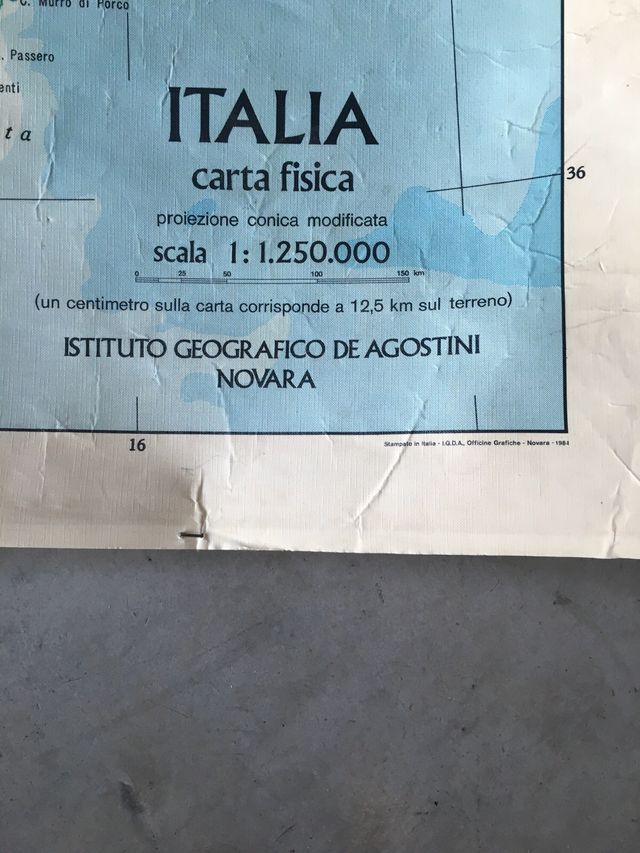 C. Murro di Porco
. Passero
enti
t a
ITALIA
carta fisica
36
proiezione conica modificata
scala 1:1.250.000
0 25 50 100 150 km
(un centimetro sulla carta corrisponde a 12,5 km sul terreno)
ISTITUTO GEOGRAFICO DE AGOSTINI
NOVARA
16
Stampato in Italia - I.G.D.A., Officine Grafiche - Novara - 1984